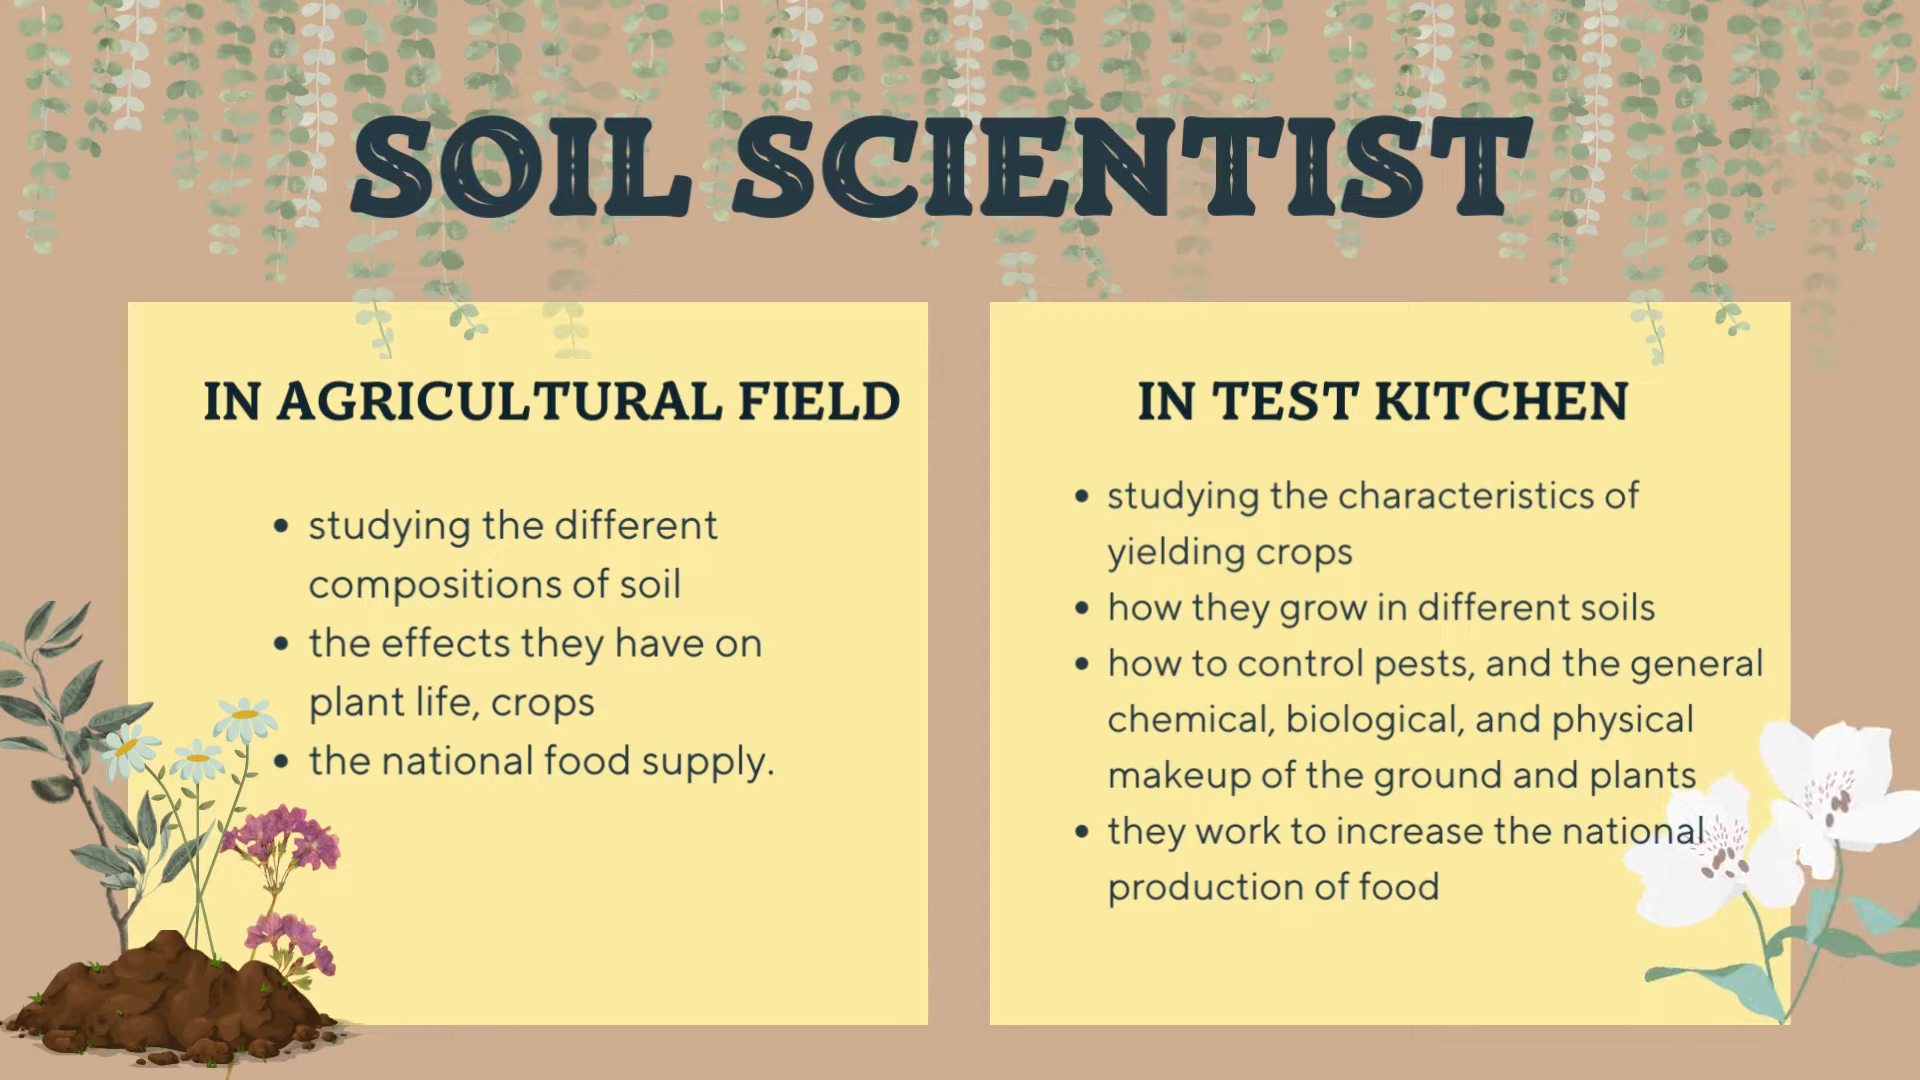 SOIL SCIENTIST
IN AGRICULTURAL FIELD
• studying the different
compositions of soil
• the effects they have on
plant life, crops
• the national food supply.
IN TEST KITCHEN
• studying the characteristics of
yielding crops
• how they grow in different soils
• how to control pests, and the general
chemical, biological, and physical
makeup of the ground and plants
• they work to increase the national
production of food